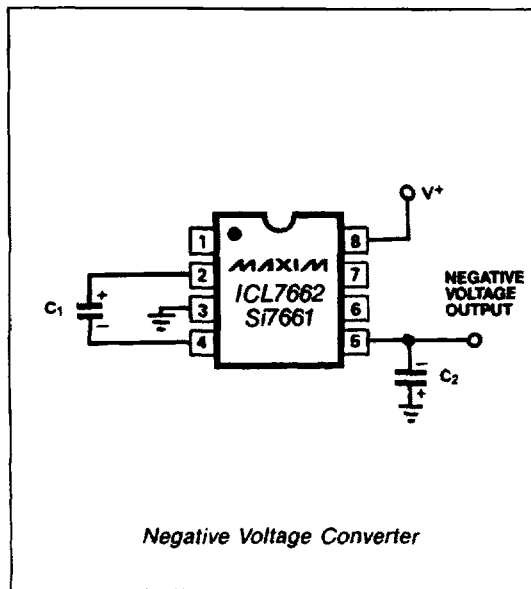 V+
1
8
2
MAXIM
7
C1
+
−
3
ICL7662
6
NEGATIVE
VOLTAGE
OUTPUT
4
Si7661
5
−
+
C2
Negative Voltage Converter